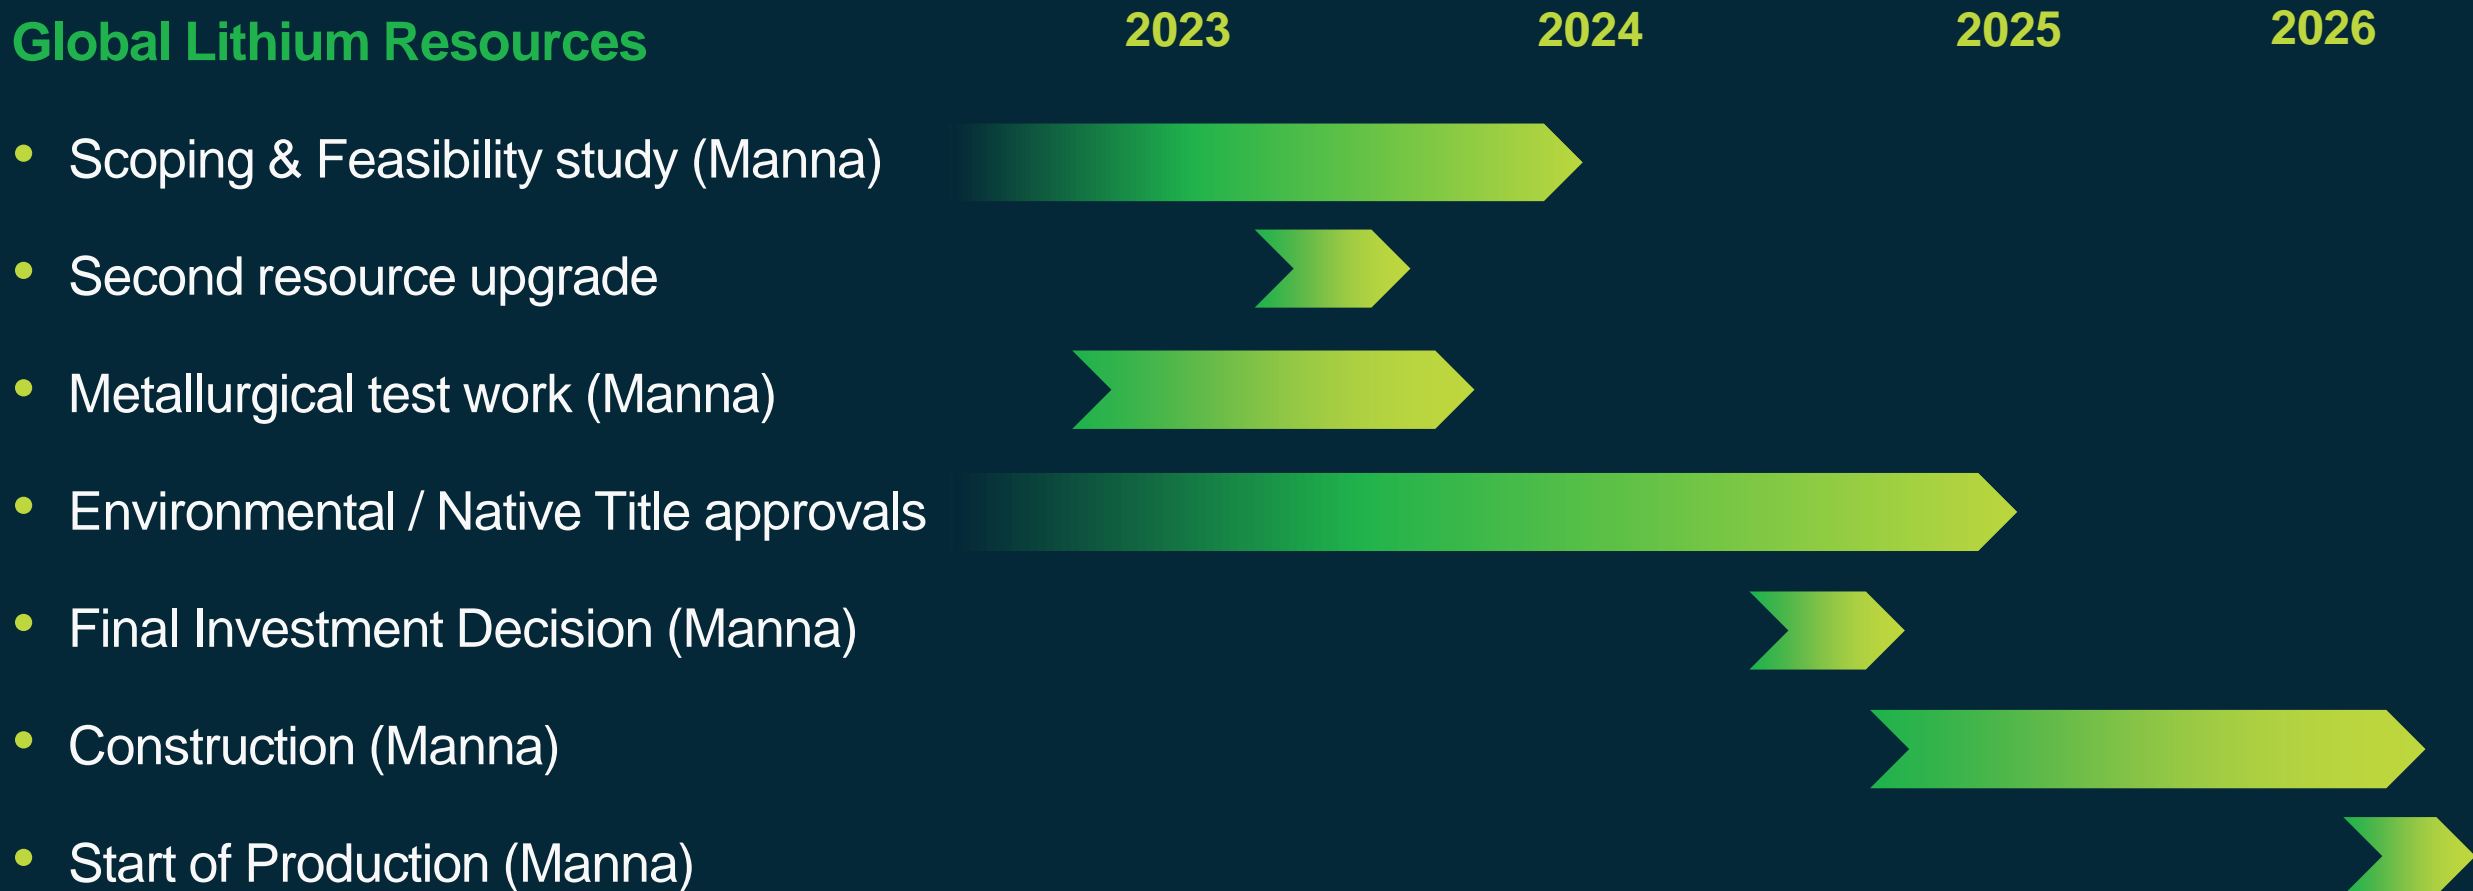 Global Lithium Resources 2023 2024 2025 2026
• Scoping & Feasibility study (Manna)
• Second resource upgrade
• Metallurgical test work (Manna)
• Environmental / Native Title approvals
• Final Investment Decision (Manna)
• Construction (Manna)
• Start of Production (Manna)